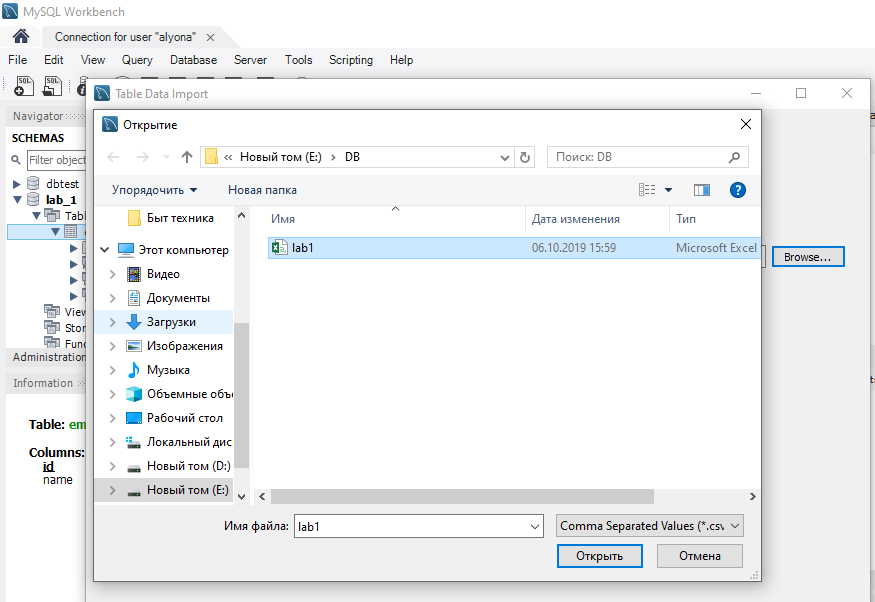 MySQL Workbench
Connection for user "alyona"
File Edit View Query Database Server Tools Scripting Help
SQL SQL
Table Data Import
Navigator
Открытие
SCHEMAS
« Новый том (E:) › DB
Поиск: DB
Filter object
dbtest
Упорядочить
Новая папка
lab_1
Быт техника
Имя
Дата изменения
Тип
Этот компьютер
lab1
06.10.2019 15:59
Microsoft Excel
Browse...
Видео
Документы
Загрузки
Изображения
Administration
Музыка
Information
Рабочий стол
Table:
Columns:
Новый том (D:)
id
name
Новый том (E:)
Имя файла:
lab1
Comma Separated Values (*.csv
Открыть
Отмена